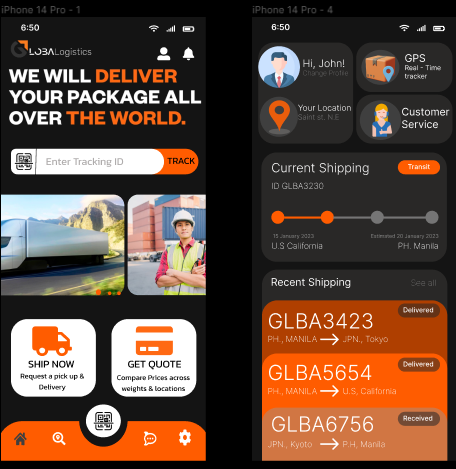 iPhone 14 Pro - 1
6:50
GLOBALogistics
WE WILL DELIVER
YOUR PACKAGE ALL
OVER THE WORLD.
Enter Tracking ID
TRACK
SHIP NOW
Request a pick up &
Delivery
GET QUOTE
Compare Prices across
weights & locations
iPhone 14 Pro - 4
6:50
Hi, John!
Change Profile
GPS
Real - Time
tracker
Your Location
Saint st. N.E
Customer
Service
Current Shipping
Transit
ID GLBA3230
15 January 2023
Estimated 20 January 2023
U.S California
PH. Manila
Recent Shipping
See all
Delivered
GLBA3423
PH., MANILA
JPN., Tokyo
Delivered
GLBA5654
PH., MANILA
U.S, California
Received
GLBA6756
JPN., Kyoto
P.H, Manila